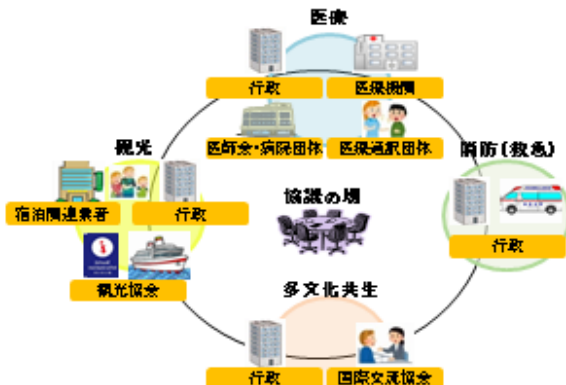 医療
行政
医療機関
医師会・病院団体
医療通訳団体
観光
宿泊関連業者
行政
観光協会
消防(救急)
行政
協議の場
多文化共生
行政
国際交流協会